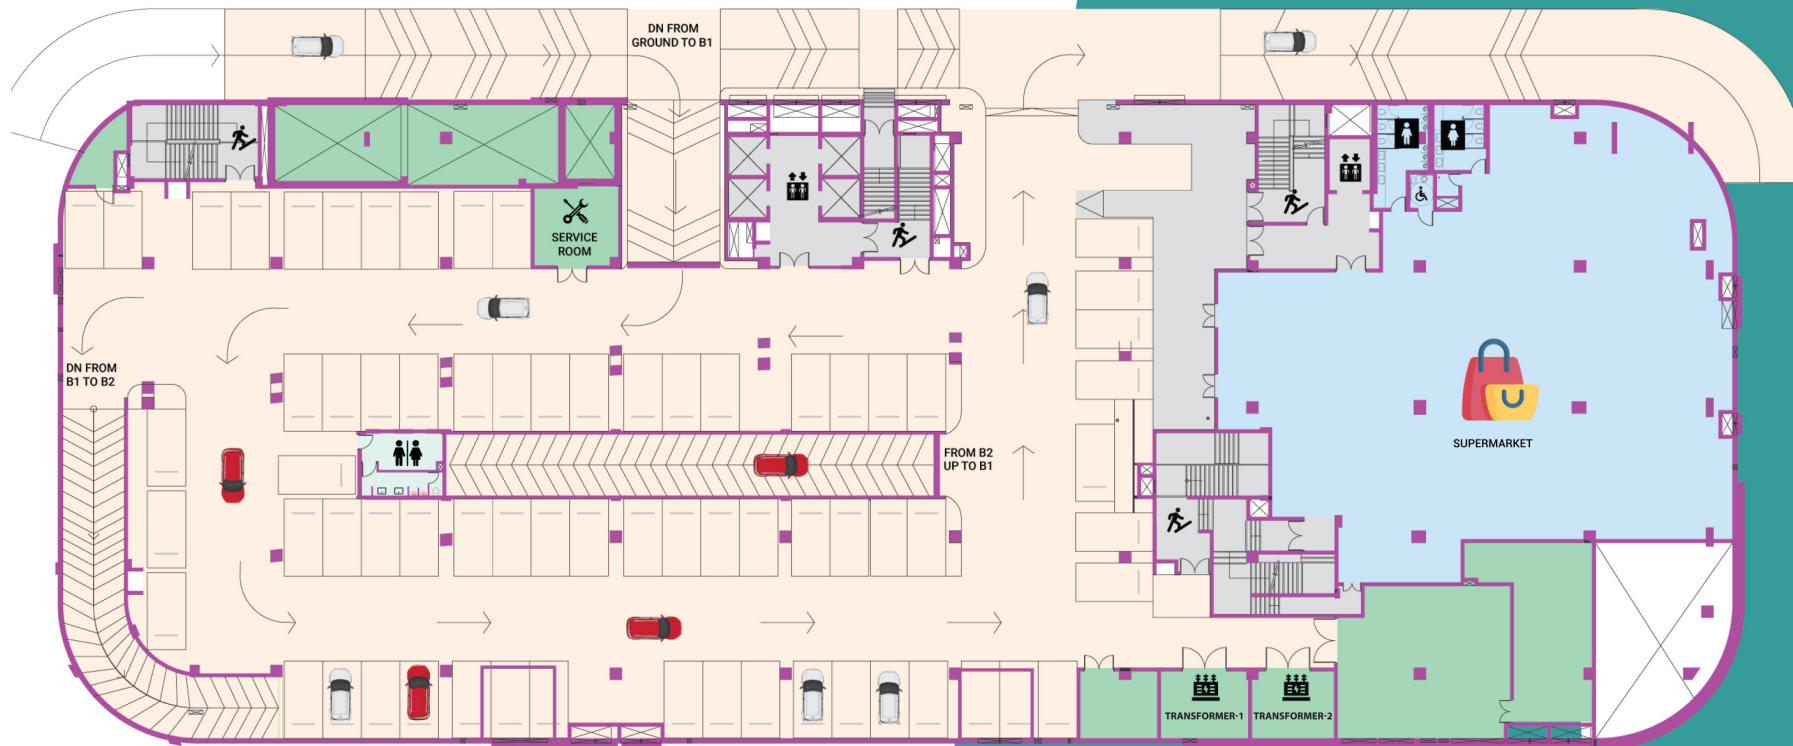 DN FROM
GROUND TO B1
SERVICE
ROOM
DN FROM
B1 TO B2
FROM B2
UP TO B1
SUPERMARKET
TRANSFORMER-1
TRANSFORMER-2